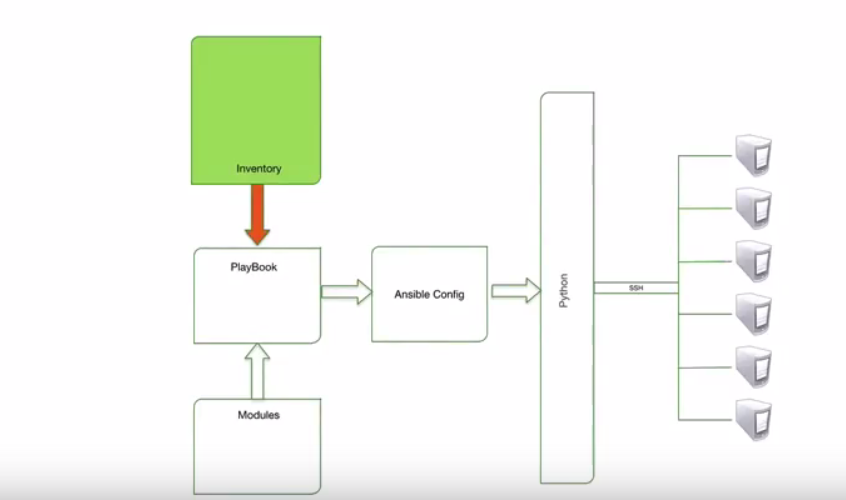 Inventory
PlayBook
Ansible Config
Python
SSH
Modules